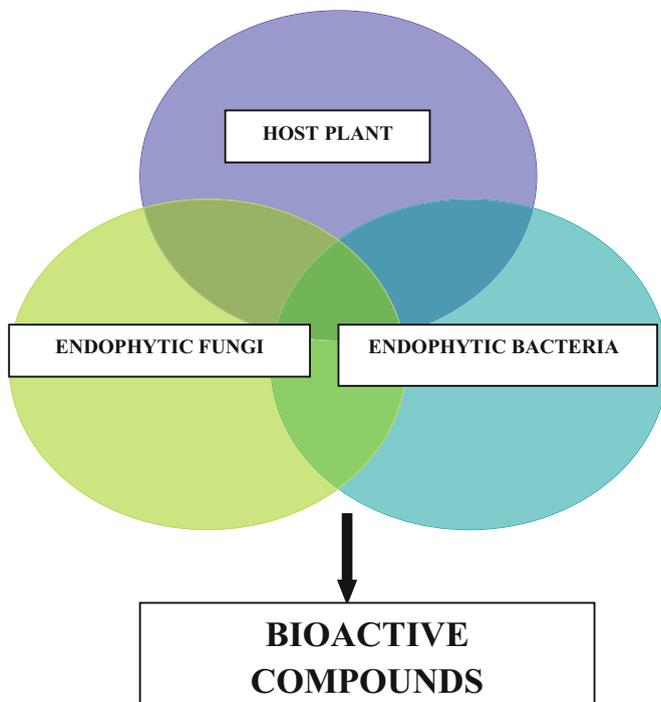 HOST PLANT
ENDOPHYTIC FUNGI
ENDOPHYTIC BACTERIA
BIOACTIVE
COMPOUNDS